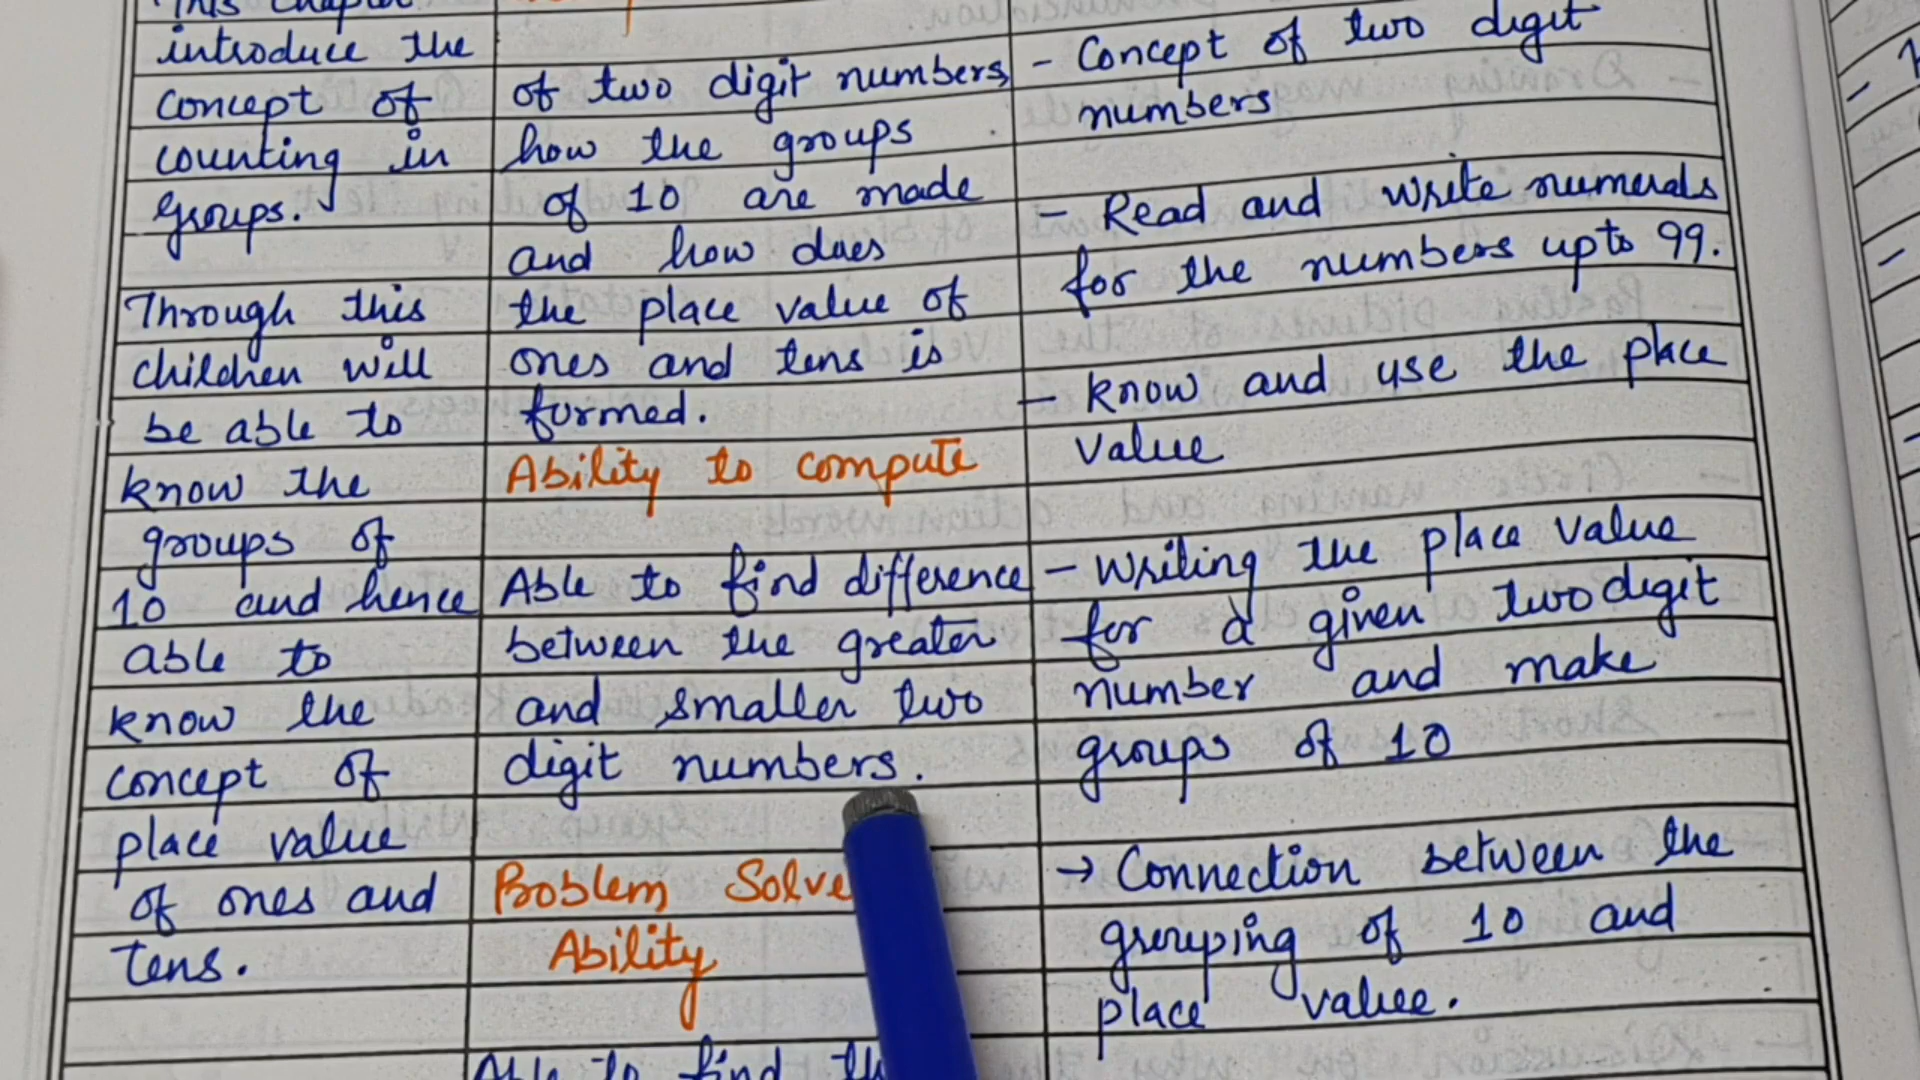 This chapter
introduce the
concept of
counting in
groups.
Through this
children will
be able to
know the
groups of
10 and hence
able to
know the
concept of
place value
of ones and
tens.
of two digit numbers,
how the groups
of 10 are made
and how does
the place value of
ones and tens is
formed.
Ability to compute
Able to find difference
between the greater
and smaller two
digit numbers.
Problem Solve
Ability
Able to find
- Concept of two digit
numbers
- Read and write numerals
for the numbers upto 99.
- know and use the place
value
- Writing the place value
for a given two digit
number and make
groups of 10
→ Connection between the
grouping of 10 and
place value.